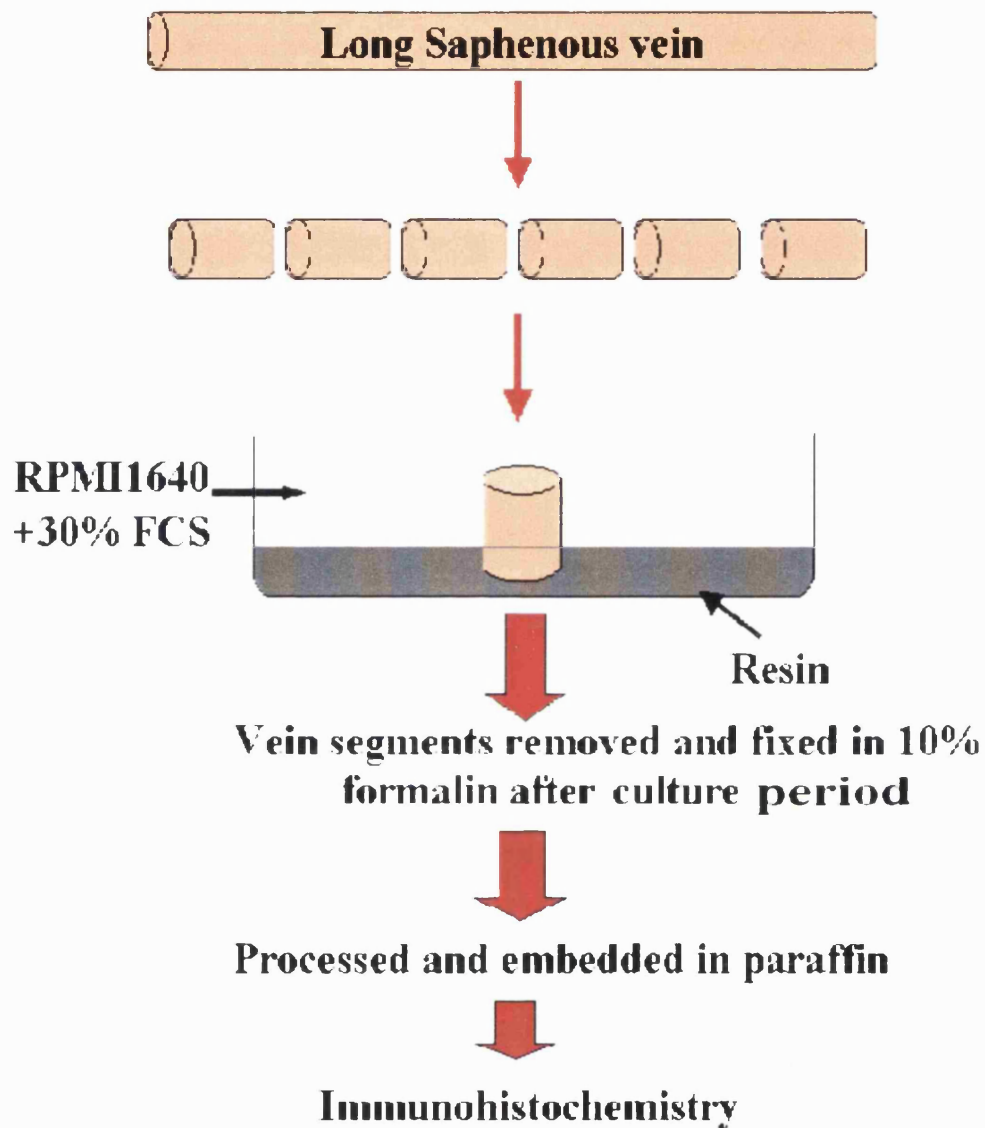 Long Saphenous vein
RPMI1640
+30% FCS
Resin
Vein segments removed and fixed in 10%
formalin after culture period
Processed and embedded in paraffin
Immunohistochemistry